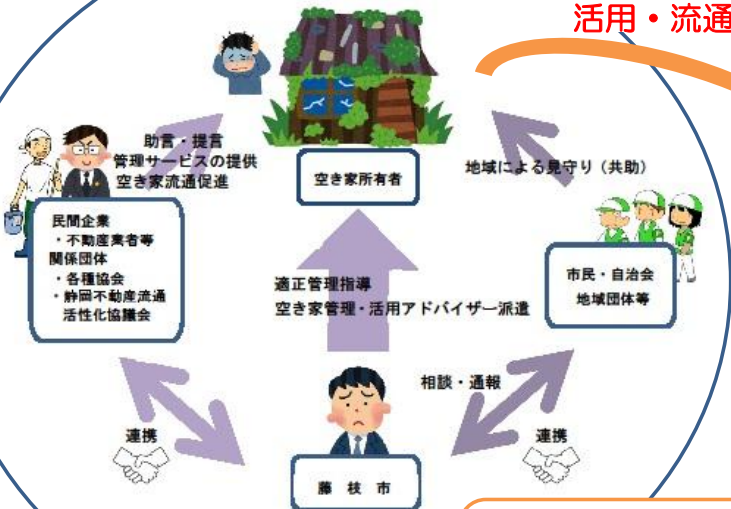 活用・流通
助言・提言
管理サービスの提供
空き家流通促進
空き家所有者
地域による見守り（共助）
民間企業
・不動産業者等
関係団体
・各種協会
・静岡不動産流通
活性化協議会
適正管理指導
空き家管理・活用アドバイザー派遣
市民・自治会
地域団体等
相談・通報
連携
連携
藤 枝 市